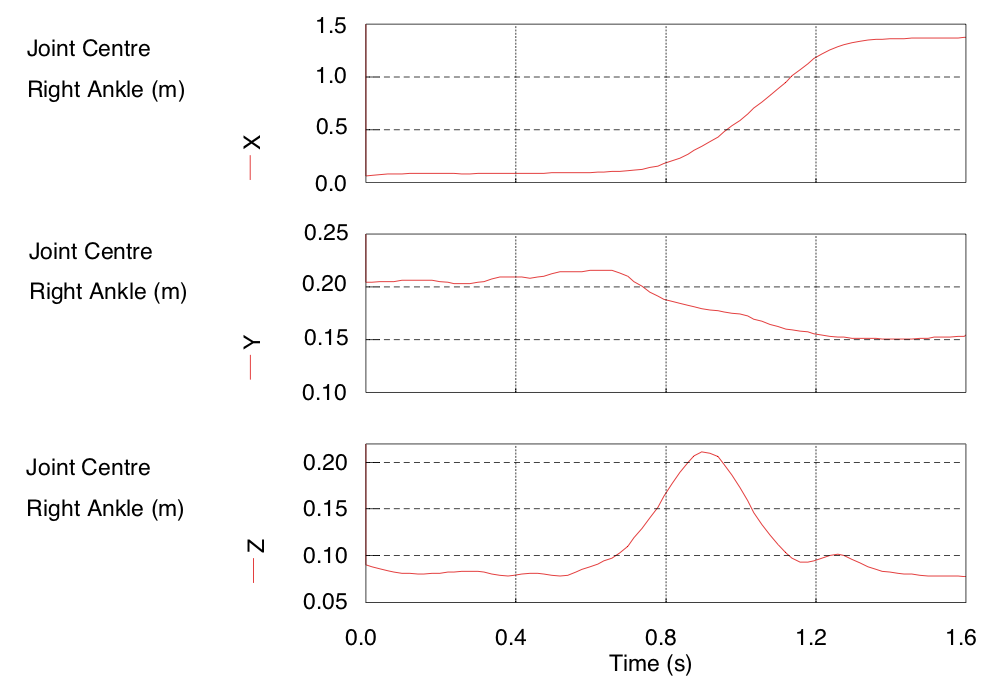 Joint Centre
Right Ankle (m)
X
1.5
1.0
0.5
0.0
Joint Centre
Right Ankle (m)
Y
0.25
0.20
0.15
0.10
Joint Centre
Right Ankle (m)
Z
0.20
0.15
0.10
0.05
0.0 0.4 0.8 1.2 1.6
Time (s)